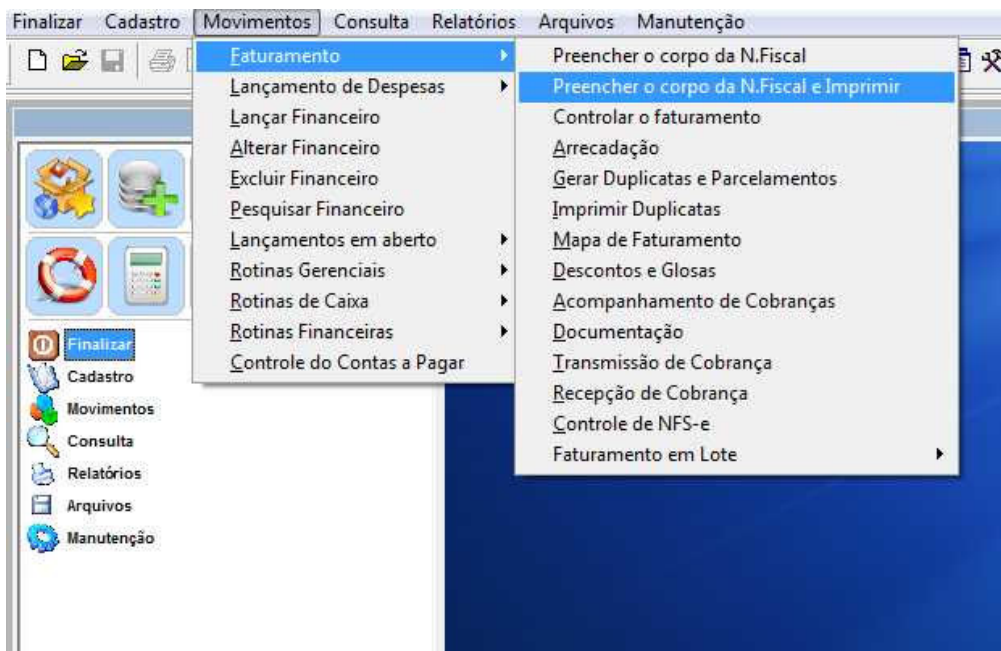 Finalizar Cadastro Movimentos Consulta Relatórios Arquivos Manutenção
Faturamento
Lançamento de Despesas
Lançar Financeiro
Alterar Financeiro
Excluir Financeiro
Pesquisar Financeiro
Lançamentos em aberto
Rotinas Gerenciais
Rotinas de Caixa
Rotinas Financeiras
Controle do Contas a Pagar
Preencher o corpo da N.Fiscal
Preencher o corpo da N.Fiscal e Imprimir
Controlar o faturamento
Arrecadação
Gerar Duplicatas e Parcelamentos
Imprimir Duplicatas
Mapa de Faturamento
Descontos e Glosas
Acompanhamento de Cobranças
Documentação
Transmissão de Cobrança
Recepção de Cobrança
Controle de NFS-e
Faturamento em Lote
Finalizar
Cadastro
Movimentos
Consulta
Relatórios
Arquivos
Manutenção